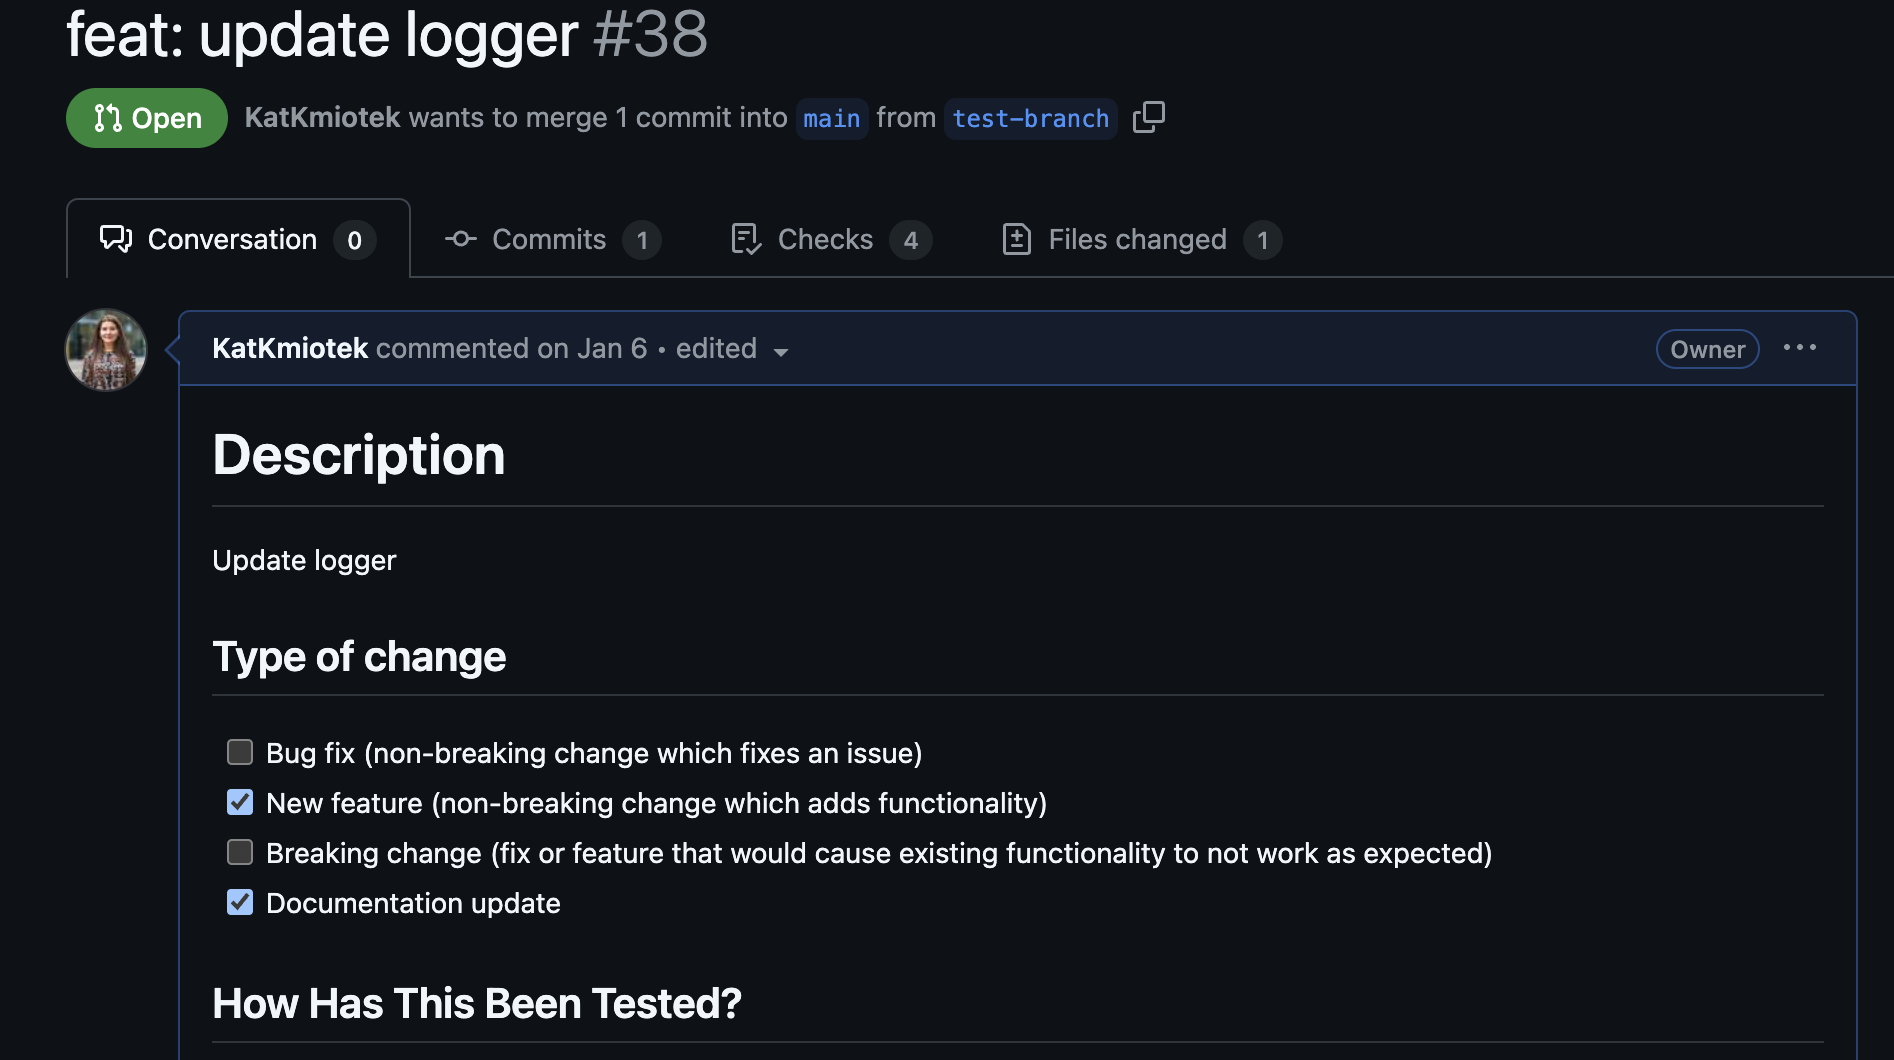 feat: update logger #38
Open KatKmiotek wants to merge 1 commit into main from test-branch
Conversation 0 Commits 1 Checks 4 Files changed 1
KatKmiotek commented on Jan 6 • edited Owner
Description
Update logger
Type of change
Bug fix (non-breaking change which fixes an issue)
New feature (non-breaking change which adds functionality)
Breaking change (fix or feature that would cause existing functionality to not work as expected)
Documentation update
How Has This Been Tested?